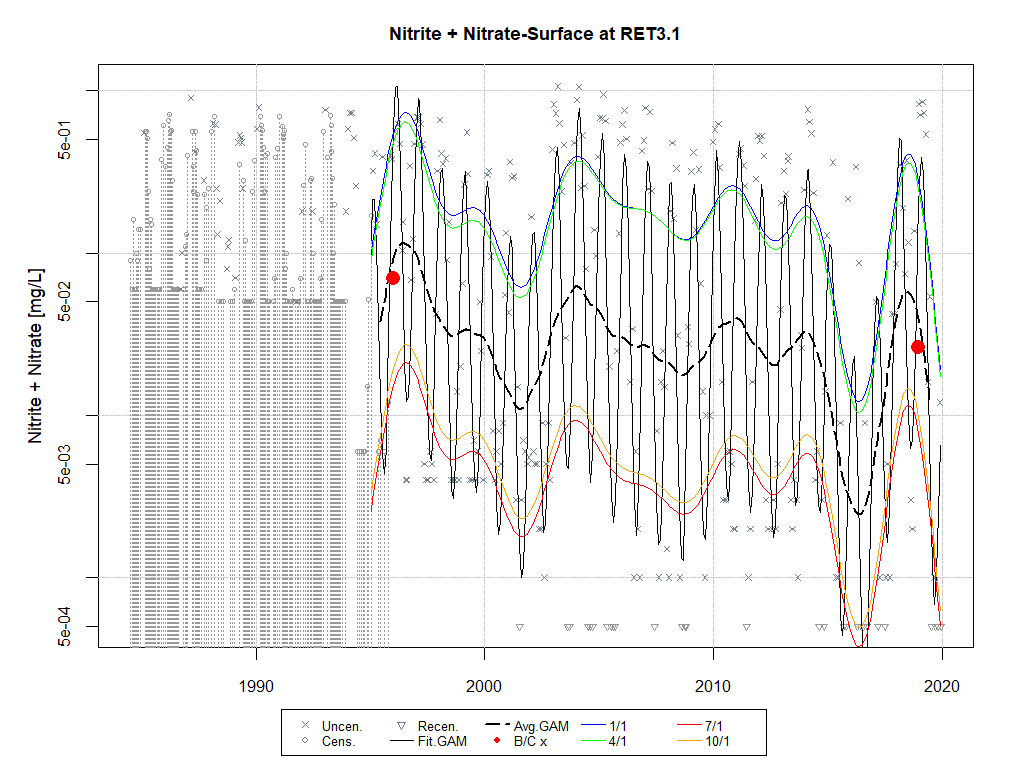 Nitrite + Nitrate-Surface at RET3.1
Nitrite + Nitrate [mg/L]
5e-01
5e-02
5e-03
5e-04
1990 2000 2010 2020
Uncen. Recen. Avg.GAM 1/1 7/1
Cens. Fit.GAM B/C x 4/1 10/1